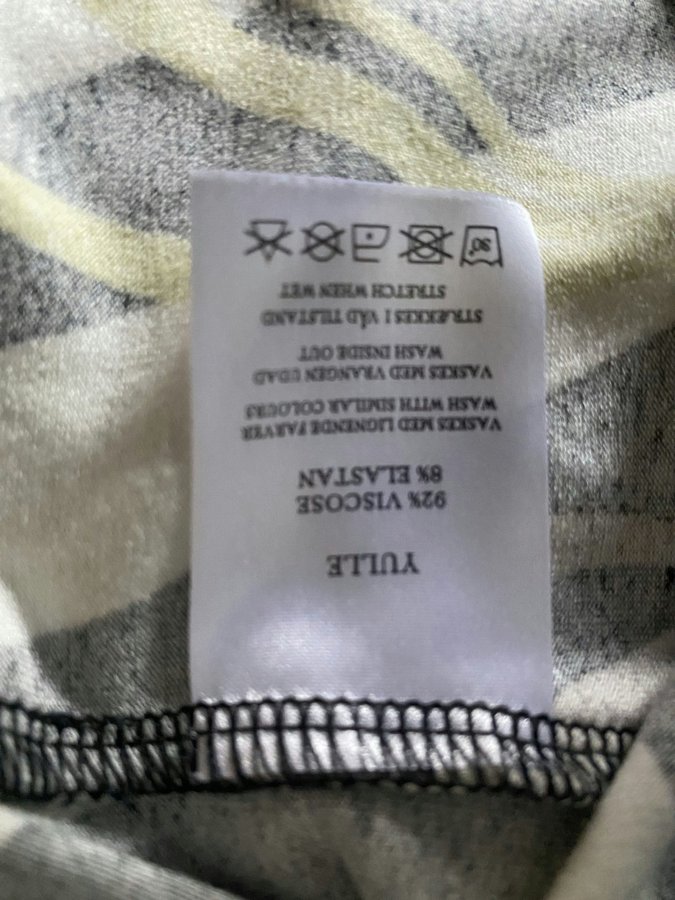 YULLE
92% VISCOSE
8% ELASTAN
VASKES MED LIGNENDE FARVER
WASH WITH SIMILAR COLOURS
VASKES MED VRANGEN UDAD
WASH INSIDE OUT
STRÆKKES I VÅD TILSTAND
STRETCH WHEN WET
30°